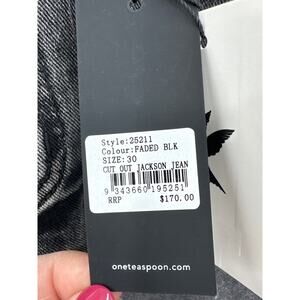 Style:25211
Colour:FADED BLK
SIZE:30
CUT OUT JACKSON JEAN
9 343660 195251
RRP $170.00
oneteaspoon.com